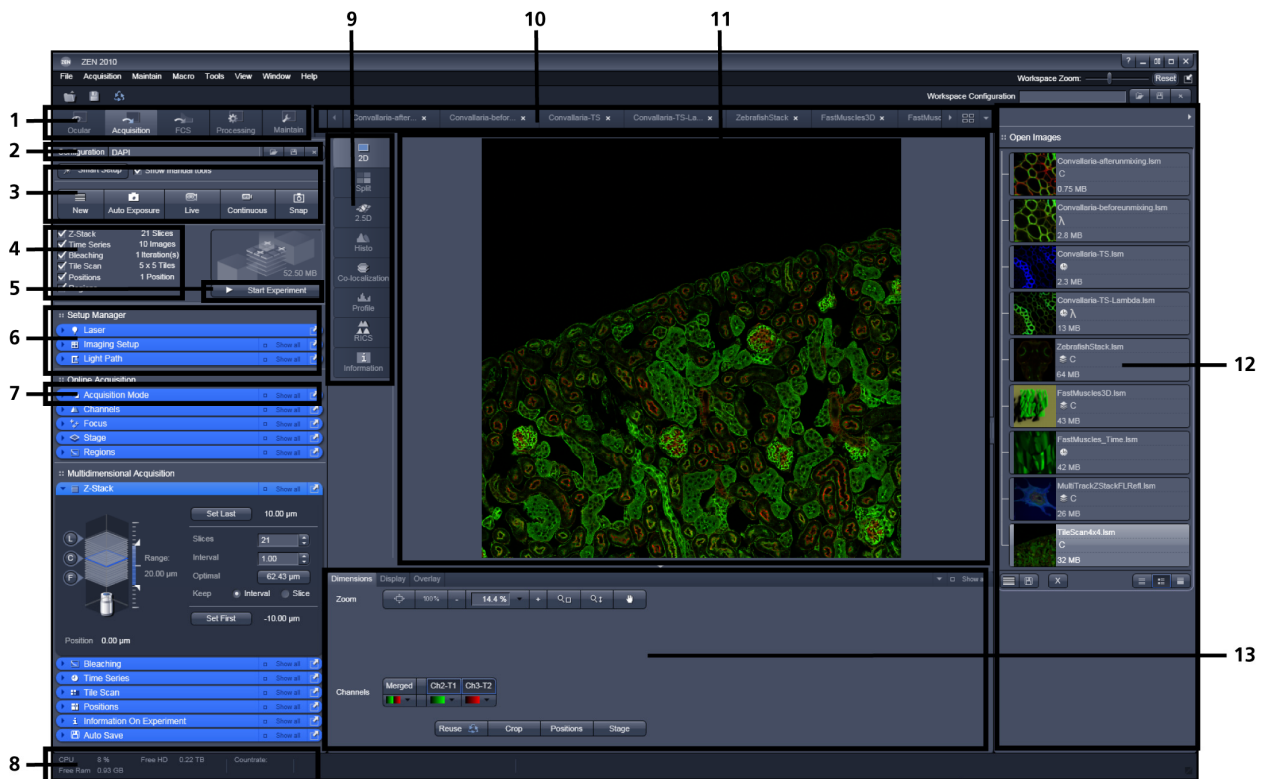 9 10 11
ZEN 2010
File Acquisition Maintain Macro Tools View Window Help
Workspace Zoom: Reset
Workspace Configuration
1
Ocular Acquisition FCS Processing Maintain
Convallaria-after... x Convallaria-befor... x Convallaria-TS x Convallaria-TS-La... x ZebrafishStack x FastMuscles3D x FastMusc
2
Configuration DAPI
Smart Setup Show manual tools
3
New Auto Exposure Live Continuous Snap
4
Z-Stack 21 Slices
Time Series 10 Images
Bleaching 1 Iteration(s)
Tile Scan 5 x 5 Tiles
Positions 1 Position
Regions
52.50 MB
5
Start Experiment
6
Setup Manager
Laser
Imaging Setup Show all
Light Path Show all
Online Acquisition
7
Acquisition Mode Show all
Channels Show all
Focus Show all
Stage Show all
Regions Show all
Multidimensional Acquisition
Z-Stack Show all
Set Last 10.00 µm
Slices 21
Interval 1.00
Optimal 62.43 µm
Keep Interval Slice
Set First -10.00 µm
L
C
F
Range:
20.00 µm
Position 0.00 µm
Bleaching Show all
Time Series Show all
Tile Scan Show all
Positions Show all
Information On Experiment Show all
Auto Save Show all
8
CPU 8 % Free HD 0.22 TB Countrate:
Free Ram 0.93 GB
2D
Split
2.5D
Histo
Co-localization
Profile
RICS
Information
Dimensions Display Overlay Show a
Zoom 100% - 14.4 % +
Channels Merged Ch2-T1 Ch3-T2
Reuse Crop Positions Stage
13
Open Images
Convallaria-afterunmixing.lsm
C
0.75 MB
Convallaria-beforeunmixing.lsm
λ
2.8 MB
Convallaria-TS.lsm
2.3 MB
Convallaria-TS-Lambda.lsm
λ
13 MB
ZebrafishStack.lsm
C
64 MB
12
FastMuscles3D.lsm
C
43 MB
FastMuscles_Time.lsm
42 MB
MultiTrackZStackFLRefl.lsm
C
26 MB
TileScan4x4.lsm
C
32 MB
X